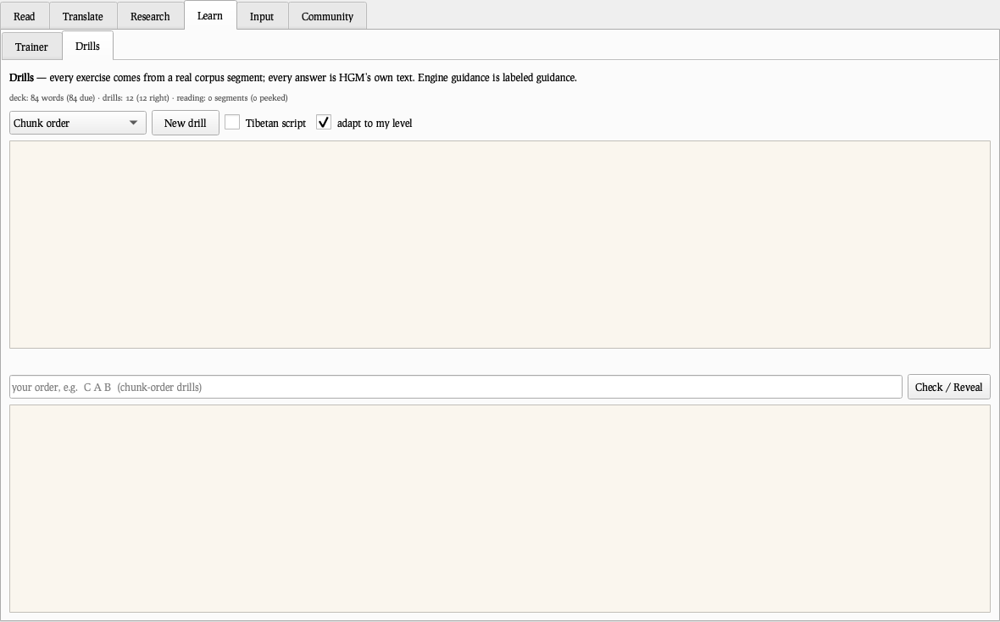 Read Translate Research Learn Input Community
Trainer Drills
Drills — every exercise comes from a real corpus segment; every answer is HGM's own text. Engine guidance is labeled guidance.
deck: 84 words (84 due) · drills: 12 (12 right) · reading: 0 segments (0 peeked)
Chunk order New drill Tibetan script adapt to my level
your order, e.g. C A B (chunk-order drills) Check / Reveal